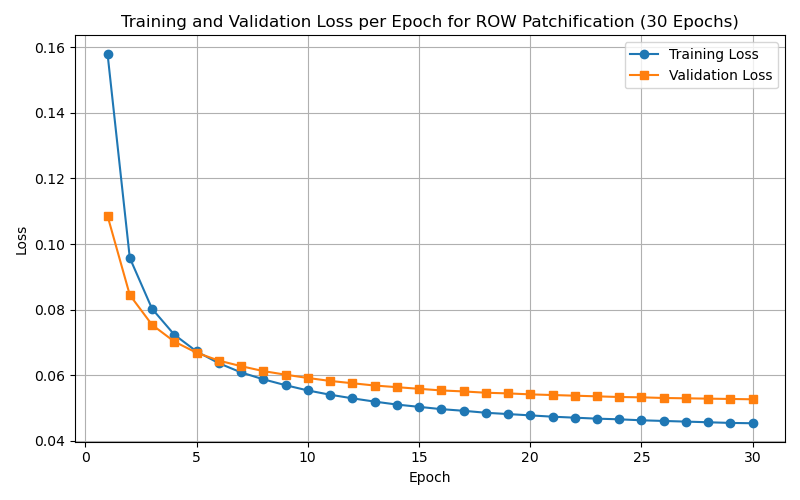 Training and Validation Loss per Epoch for ROW Patchification (30 Epochs)
Training Loss
Validation Loss
0.16
0.14
0.12
0.10
0.08
0.06
0.04
Loss
0 5 10 15 20 25 30
Epoch